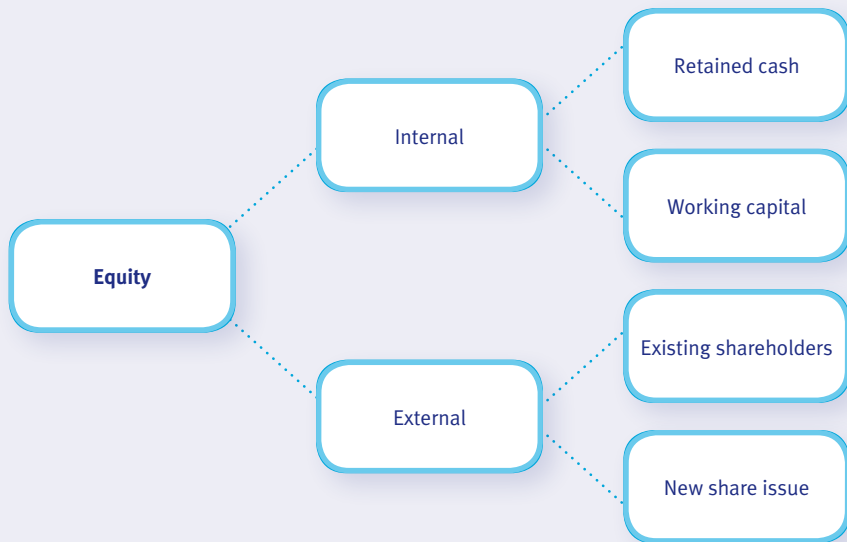 Retained cash
Internal
Working capital
Equity
Existing shareholders
External
New share issue